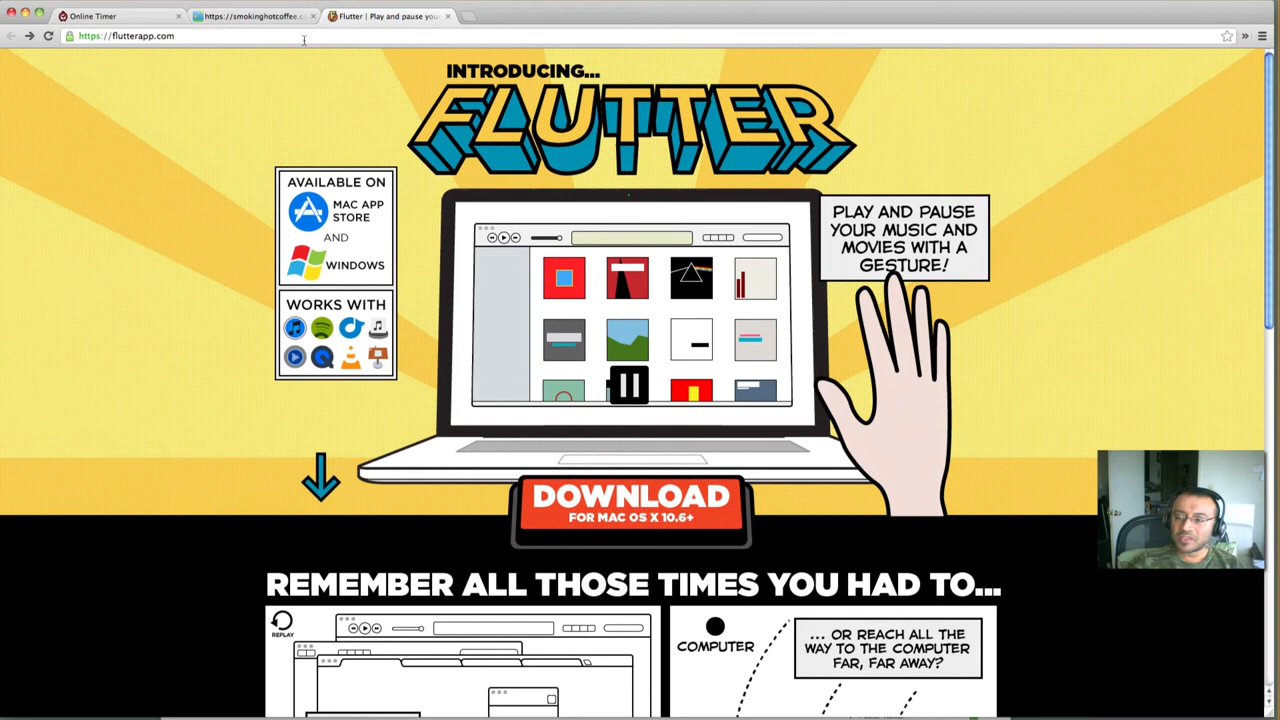 Online Timer
https://smokinghotcoffee.c
Flutter | Play and pause you
https://flutterapp.com
INTRODUCING...
FLUTTER
AVAILABLE ON
MAC APP
STORE
AND
WINDOWS
WORKS WITH
PLAY AND PAUSE
YOUR MUSIC AND
MOVIES WITH A
GESTURE!
DOWNLOAD
FOR MAC OS X 10.6+
REMEMBER ALL THOSE TIMES YOU HAD TO...
REPLAY
COMPUTER
... OR REACH ALL THE
WAY TO THE COMPUTER
FAR, FAR AWAY?